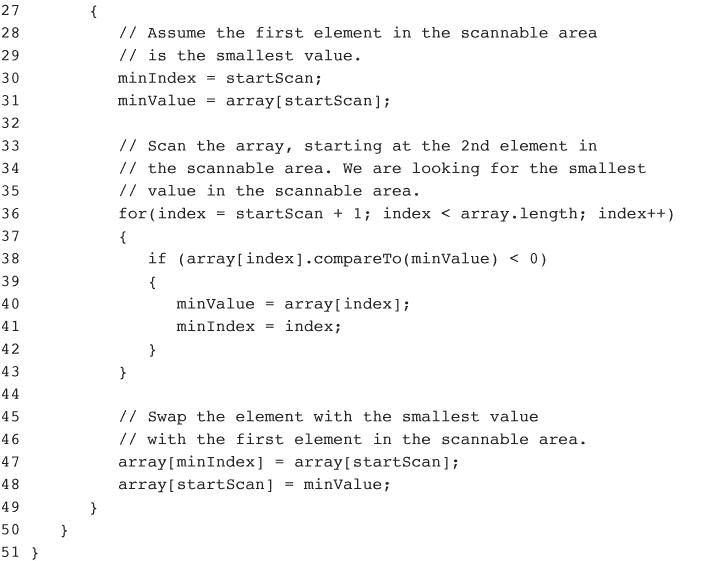 27 {
28 // Assume the first element in the scannable area
29 // is the smallest value.
30 minIndex = startScan;
31 minValue = array[startScan];
32
33 // Scan the array, starting at the 2nd element in
34 // the scannable area. We are looking for the smallest
35 // value in the scannable area.
36 for(index = startScan + 1; index < array.length; index++)
37 {
38 if (array[index].compareTo(minValue) < 0)
39 {
40 minValue = array[index];
41 minIndex = index;
42 }
43 }
44
45 // Swap the element with the smallest value
46 // with the first element in the scannable area.
47 array[minIndex] = array[startScan];
48 array[startScan] = minValue;
49 }
50 }
51 }